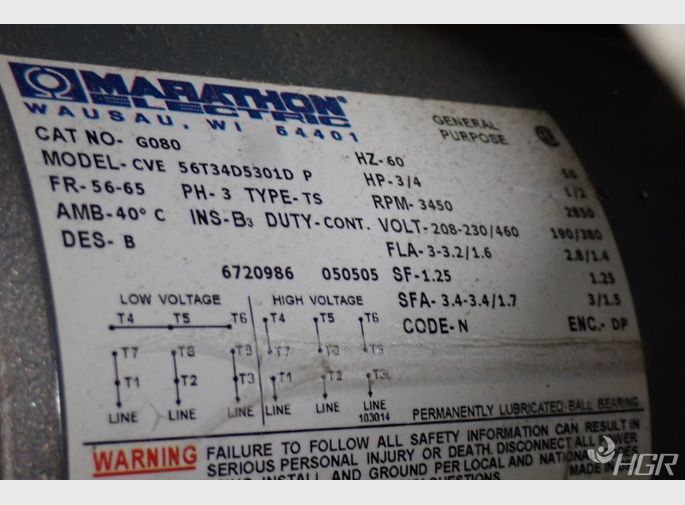 MARATHON
ELECTRIC
WAUSAU, WI 54401
GENERAL
PURPOSE
CAT NO- G080
MODEL- CVE 56T34D5301D P
FR- 56-65 PH- 3 TYPE- TS
AMB-40° C INS-B3 DUTY-CONT.
DES- B
HZ- 60 50
HP-3/4 1/2
RPM- 3450 2850
VOLT-208-230/460 190/380
FLA- 3-3.2/1.6 2.8/1.4
6720986 050505 SF-1.25 1.25
SFA- 3.4-3.4/1.7 3/1.5
CODE-N ENC.- DP
LOW VOLTAGE HIGH VOLTAGE
T4 T5 T6 T4 T5 T6
T7 T8 T9 T7 T8 T9
T1 T2 T3 T1 T2 T3
LINE LINE LINE LINE LINE LINE
103014
PERMANENTLY LUBRICATED-BALL BEARING
WARNING FAILURE TO FOLLOW ALL SAFETY INFORMATION CAN RESULT IN
SERIOUS PERSONAL INJURY OR DEATH. DISCONNECT ALL POWER
INSTALL AND GROUND PER LOCAL AND
QUESTIONS. MADE IN
HGR